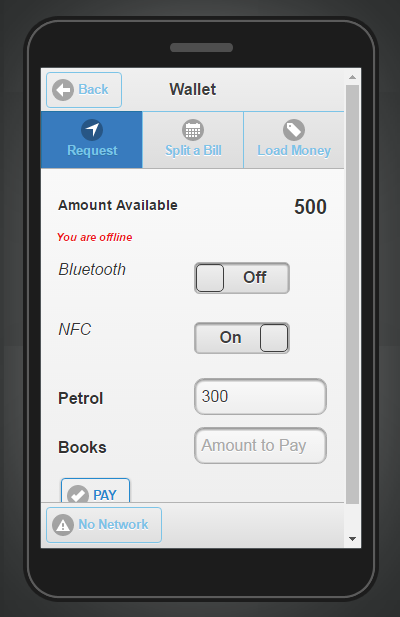 Back
Wallet
Request
Split a Bill
Load Money
Amount Available 500
You are offline
Bluetooth Off
NFC On
Petrol 300
Books Amount to Pay
PAY
No Network